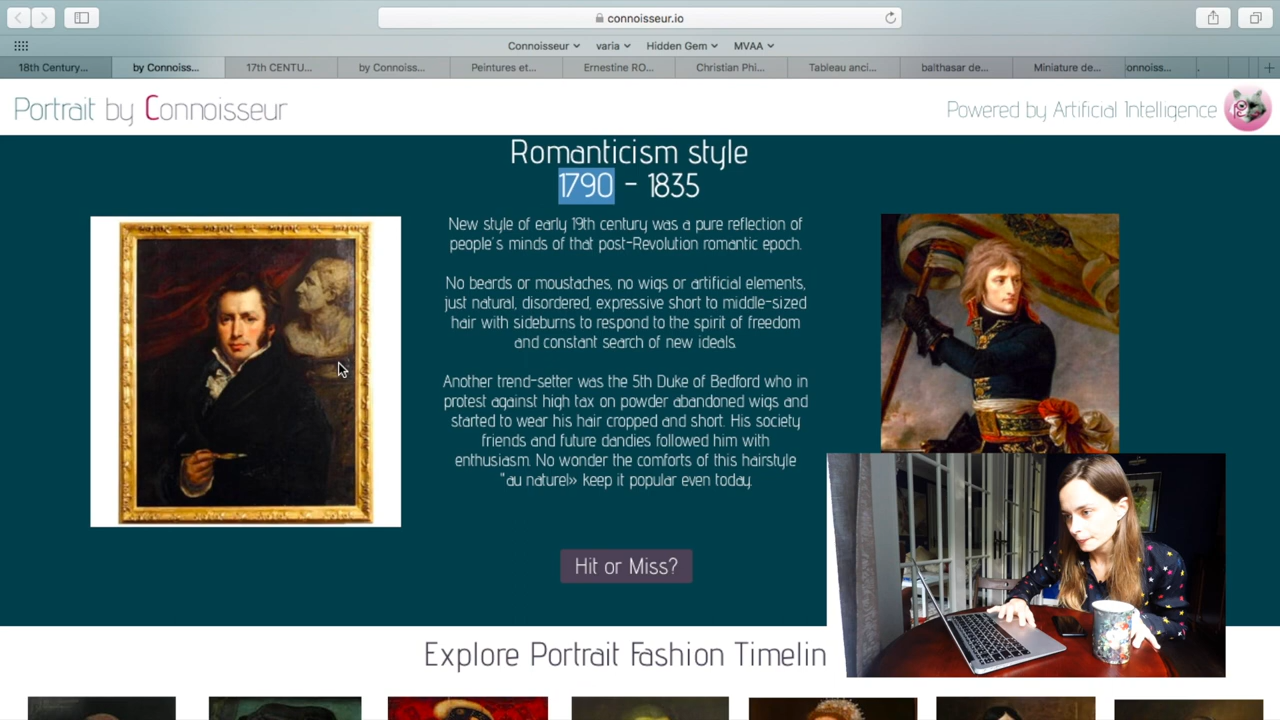 connoisseur.io
Connoisseur varia Hidden Gem MVAA
18th Century... by Connoiss... 17th CENTU... by Connoiss... Peintures et... Ernestine RO... Christian Phi... Tableau anci... balthasar de... Miniature de... onnoiss...
Portrait by Connoisseur
Powered by Artificial Intelligence
Romanticism style
1790 - 1835
New style of early 19th century was a pure reflection of
people's minds of that post-Revolution romantic epoch.
No beards or moustaches, no wigs or artificial elements,
just natural, disordered, expressive short to middle-sized
hair with sideburns to respond to the spirit of freedom
and constant search of new ideals.
Another trend-setter was the 5th Duke of Bedford who in
protest against high tax on powder abandoned wigs and
started to wear his hair cropped and short. His society
friends and future dandies followed him with
enthusiasm. No wonder the comforts of this hairstyle
"au naturel» keep it popular even today.
Hit or Miss?
Explore Portrait Fashion Timelin